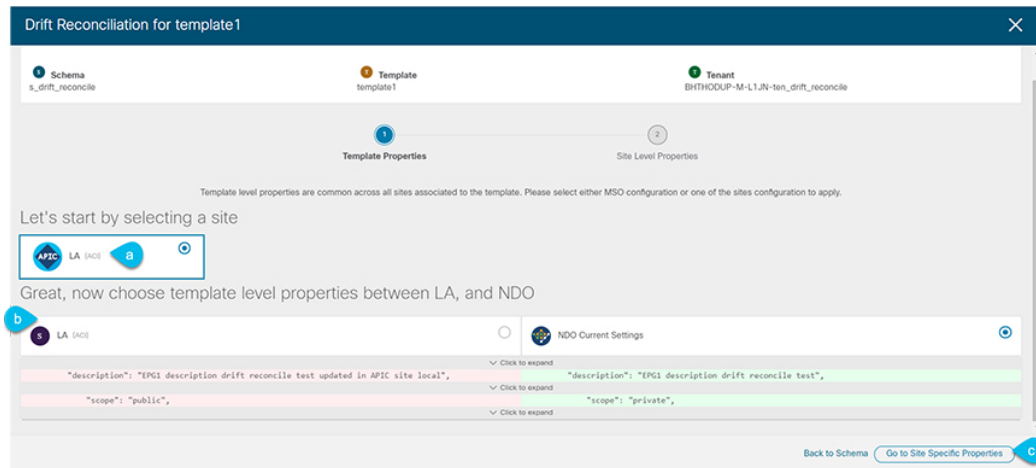 Drift Reconciliation for template1
S Schema
s_drift_reconcile
T Template
template1
T Tenant
BHTHODUP-M-L1JN-ten_drift_reconcile
1
Template Properties
2
Site Level Properties
Template level properties are common across all sites associated to the template. Please select either MSO configuration or one of the sites configuration to apply.
Let's start by selecting a site
APIC LA (ACI) a
Great, now choose template level properties between LA, and NDO
b
S LA (ACI)
NDO Current Settings
Click to expand
"description": "EPG1 description drift reconcile test updated in APIC site local",
"description": "EPG1 description drift reconcile test",
Click to expand
"scope": "public",
"scope": "private",
Click to expand
Back to Schema Go to Site Specific Properties c